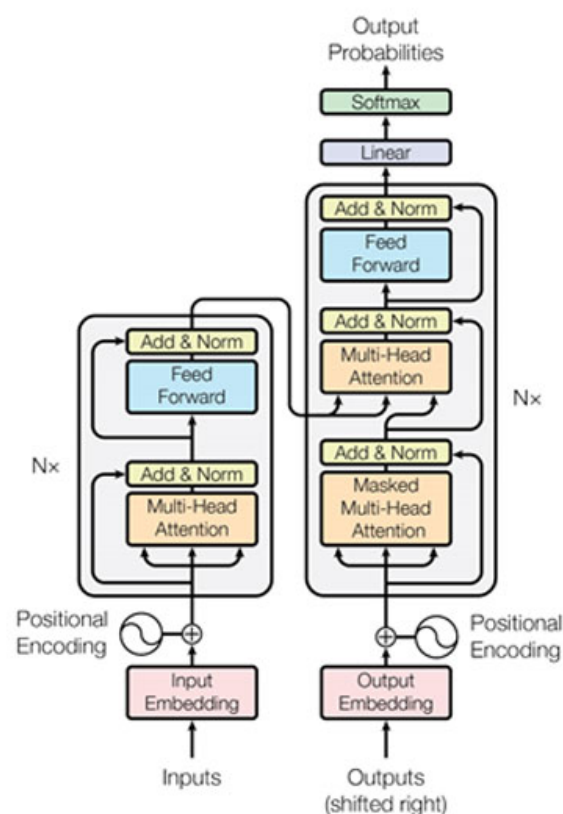 Output
Probabilities
Softmax
Linear
Add & Norm
Feed
Forward
Add & Norm
Multi-Head
Attention
Add & Norm
Masked
Multi-Head
Attention
Nx
Add & Norm
Feed
Forward
Add & Norm
Multi-Head
Attention
Nx
Positional
Encoding
Positional
Encoding
Input
Embedding
Output
Embedding
Inputs
Outputs
(shifted right)